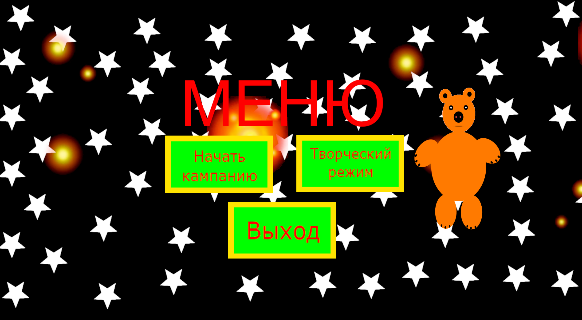 МЕНЮ
Начать
кампанию
Творческий
режим
Выход